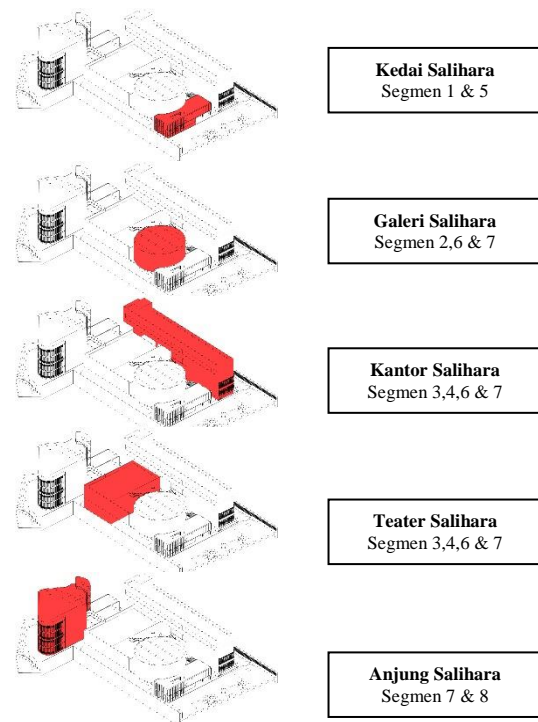 Kedai Salihara
Segmen 1 & 5
Galeri Salihara
Segmen 2,6 & 7
Kantor Salihara
Segmen 3,4,6 & 7
Teater Salihara
Segmen 3,4,6 & 7
Anjung Salihara
Segmen 7 & 8